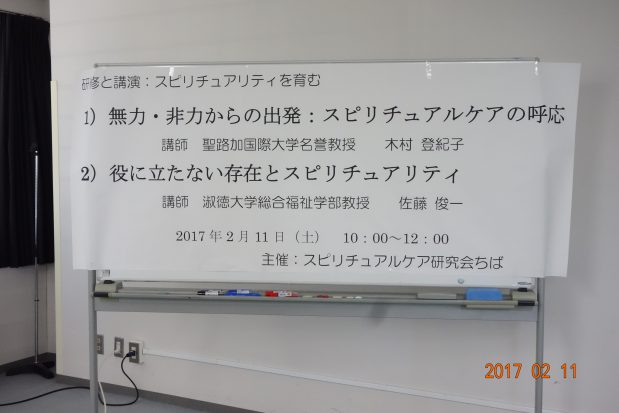 研修と講演：スピリチュアリティを育む
1）無力・非力からの出発：スピリチュアルケアの呼応
講師　聖路加国際大学名誉教授　木村 登紀子
2）役に立たない存在とスピリチュアリティ
講師　淑徳大学総合福祉学部教授　佐藤 俊一
2017年2月11日（土）　10：00～12：00
主催：スピリチュアルケア研究会ちば
2017 02 11